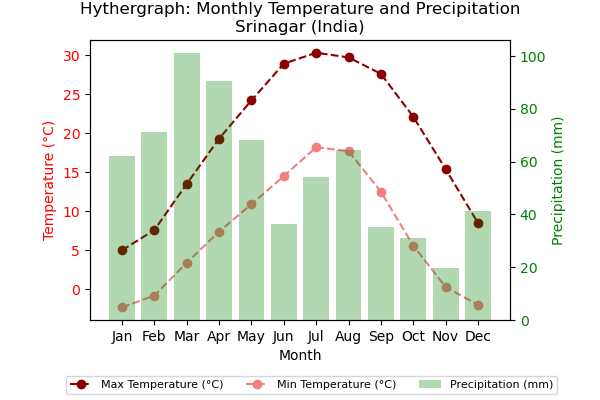 Hythergraph: Monthly Temperature and Precipitation
Srinagar (India)
Temperature (°C)
30
25
20
15
10
5
0
100
80
60
40
20
0
Precipitation (mm)
Jan Feb Mar Apr May Jun Jul Aug Sep Oct Nov Dec
Month
Max Temperature (°C) Min Temperature (°C) Precipitation (mm)